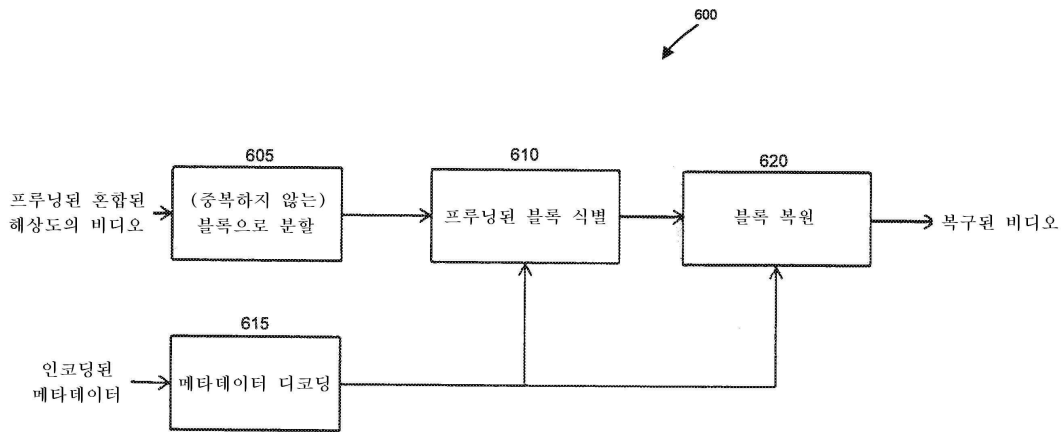 600
605
610
620
프루닝된 혼합된
해상도의 비디오
(중복하지 않는)
블록으로 분할
프루닝된 블록 식별
블록 복원
복구된 비디오
615
인코딩된
메타데이터
메타데이터 디코딩